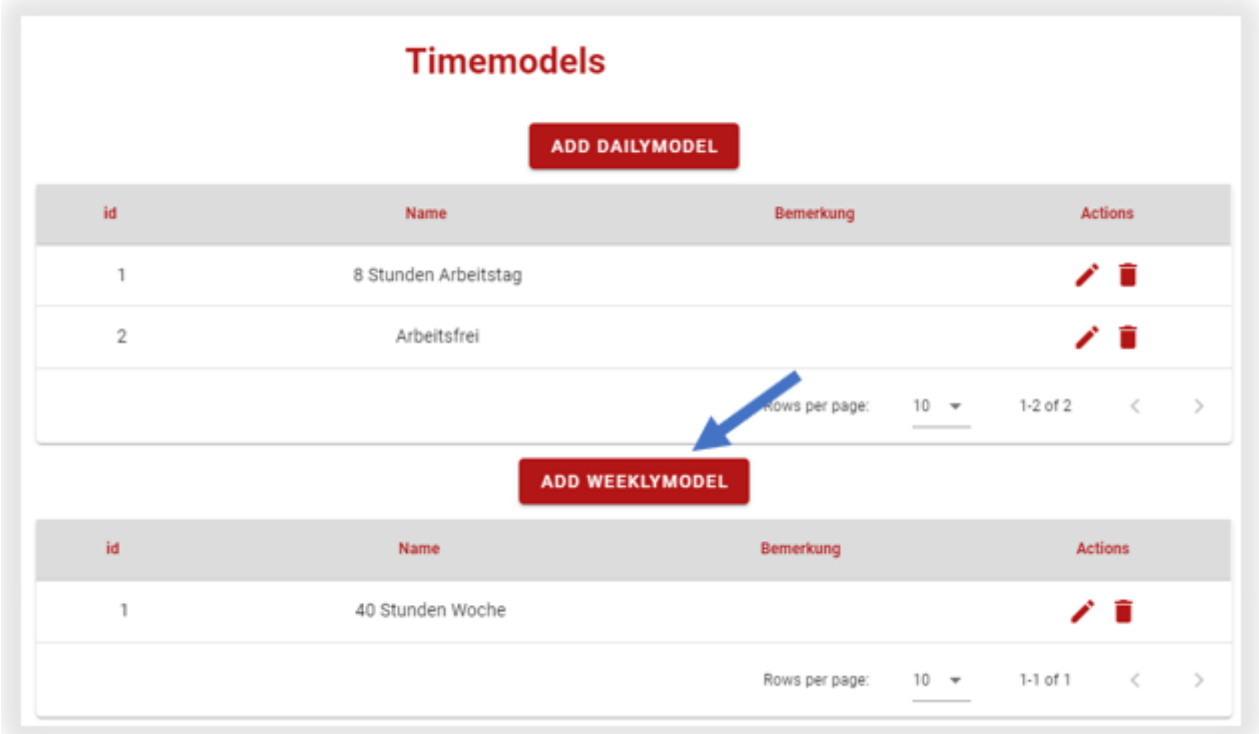 Timemodels
ADD DAILYMODEL
id Name Bemerkung Actions
1 8 Stunden Arbeitstag
2 Arbeitsfrei
Rows per page: 10 1-2 of 2
ADD WEEKLYMODEL
id Name Bemerkung Actions
1 40 Stunden Woche
Rows per page: 10 1-1 of 1